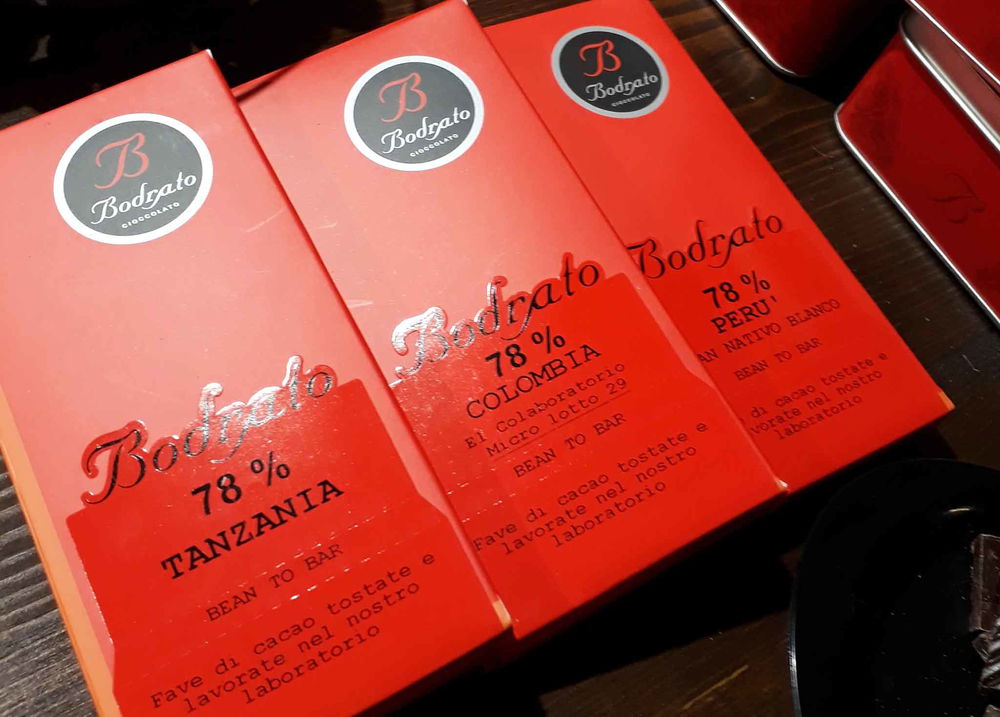 B
Bodrato
CIOCCOLATO
Bodrato
78 %
TANZANIA
BEAN TO BAR
Fave di cacao tostate e
lavorate nel nostro
laboratorio
B
Bodrato
CIOCCOLATO
Bodrato
78 %
COLOMBIA
El Colaboratorio
Micro lotto 29
BEAN TO BAR
Fave di cacao tostate e
lavorate nel nostro
laboratorio
B
Bodrato
CIOCCOLATO
Bodrato
78 %
PERU'
NATIVO BLANCO
BEAN TO BAR
di cacao tostate e
vorate nel nostro
laboratorio
B